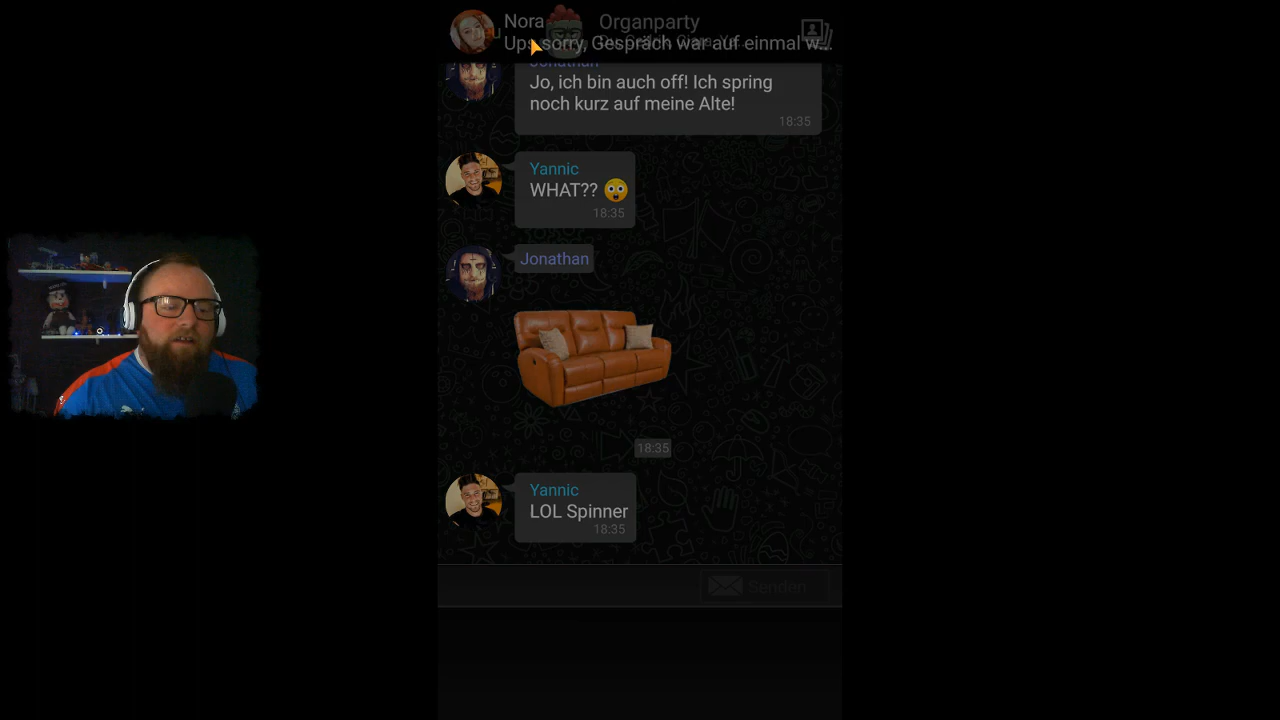 Nora
Ups sorry, Gespräch war auf einmal w...
Organparty
Jonathan
Jo, ich bin auch off! Ich spring
noch kurz auf meine Alte!
18:35
Yannic
WHAT??
18:35
Jonathan
18:35
Yannic
LOL Spinner
18:35
Senden